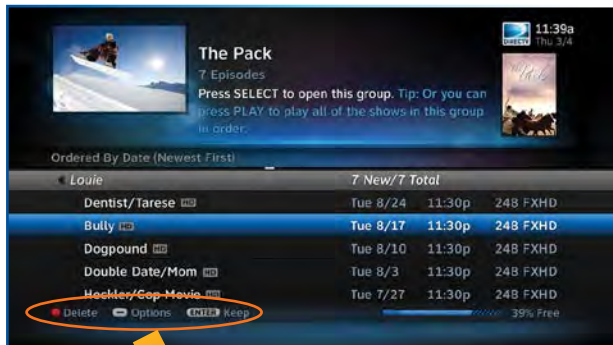 DIRECTV
11:39a
Thu 3/4
The Pack
7 Episodes
Press SELECT to open this group. Tip: Or you can
press PLAY to play all of the shows in this group
in order.
Ordered By Date (Newest First)
Louie 7 New/7 Total
Dentist/Tarese HD Tue 8/24 11:30p 248 FXHD
Bully HD Tue 8/17 11:30p 248 FXHD
Dogpound HD Tue 8/10 11:30p 248 FXHD
Double Date/Mom HD Tue 8/3 11:30p 248 FXHD
Heckler/Cop Movie HD Tue 7/27 11:30p 248 FXHD
Delete Options ENTER Keep 39% Free